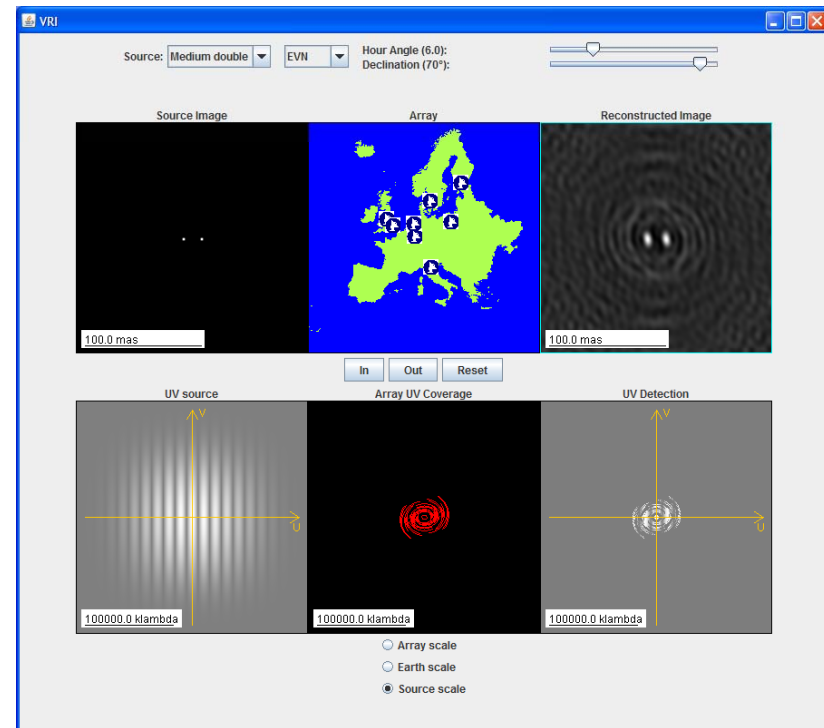 VRI
Source: Medium double EVN Hour Angle (6.0):
Declination (70°):
Source Image Array Reconstructed Image
100.0 mas 100.0 mas
In Out Reset
UV source Array UV Coverage UV Detection
V V
U U
100000.0 klambda 100000.0 klambda 100000.0 klambda
Array scale
Earth scale
Source scale